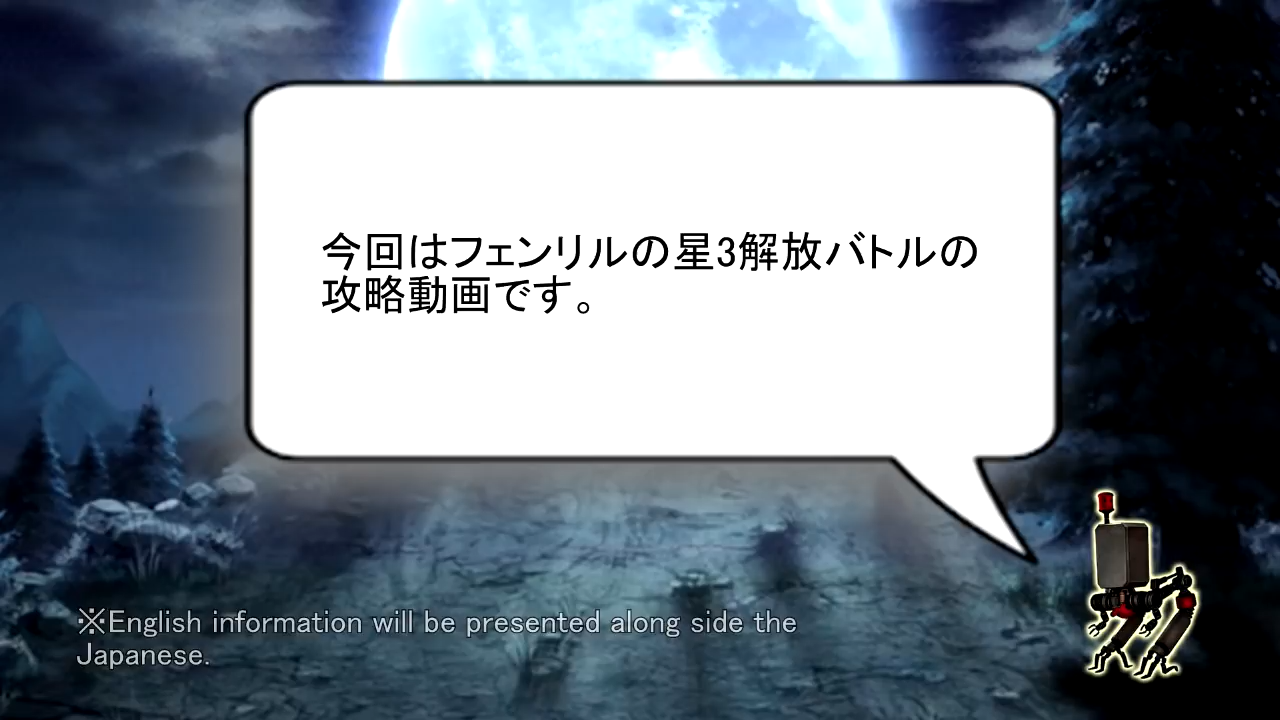 今回はフェンリルの星3解放バトルの
攻略動画です。
※English information will be presented along side the
Japanese.